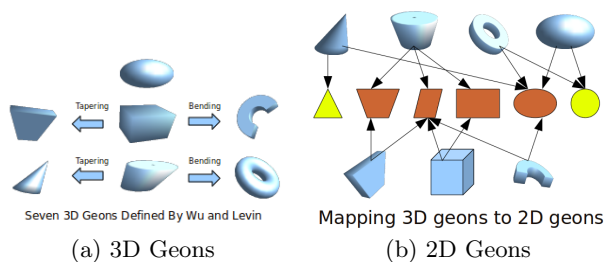 Tapering
Bending
Tapering
Bending
Seven 3D Geons Defined By Wu and Levin
(a) 3D Geons
Mapping 3D geons to 2D geons
(b) 2D Geons